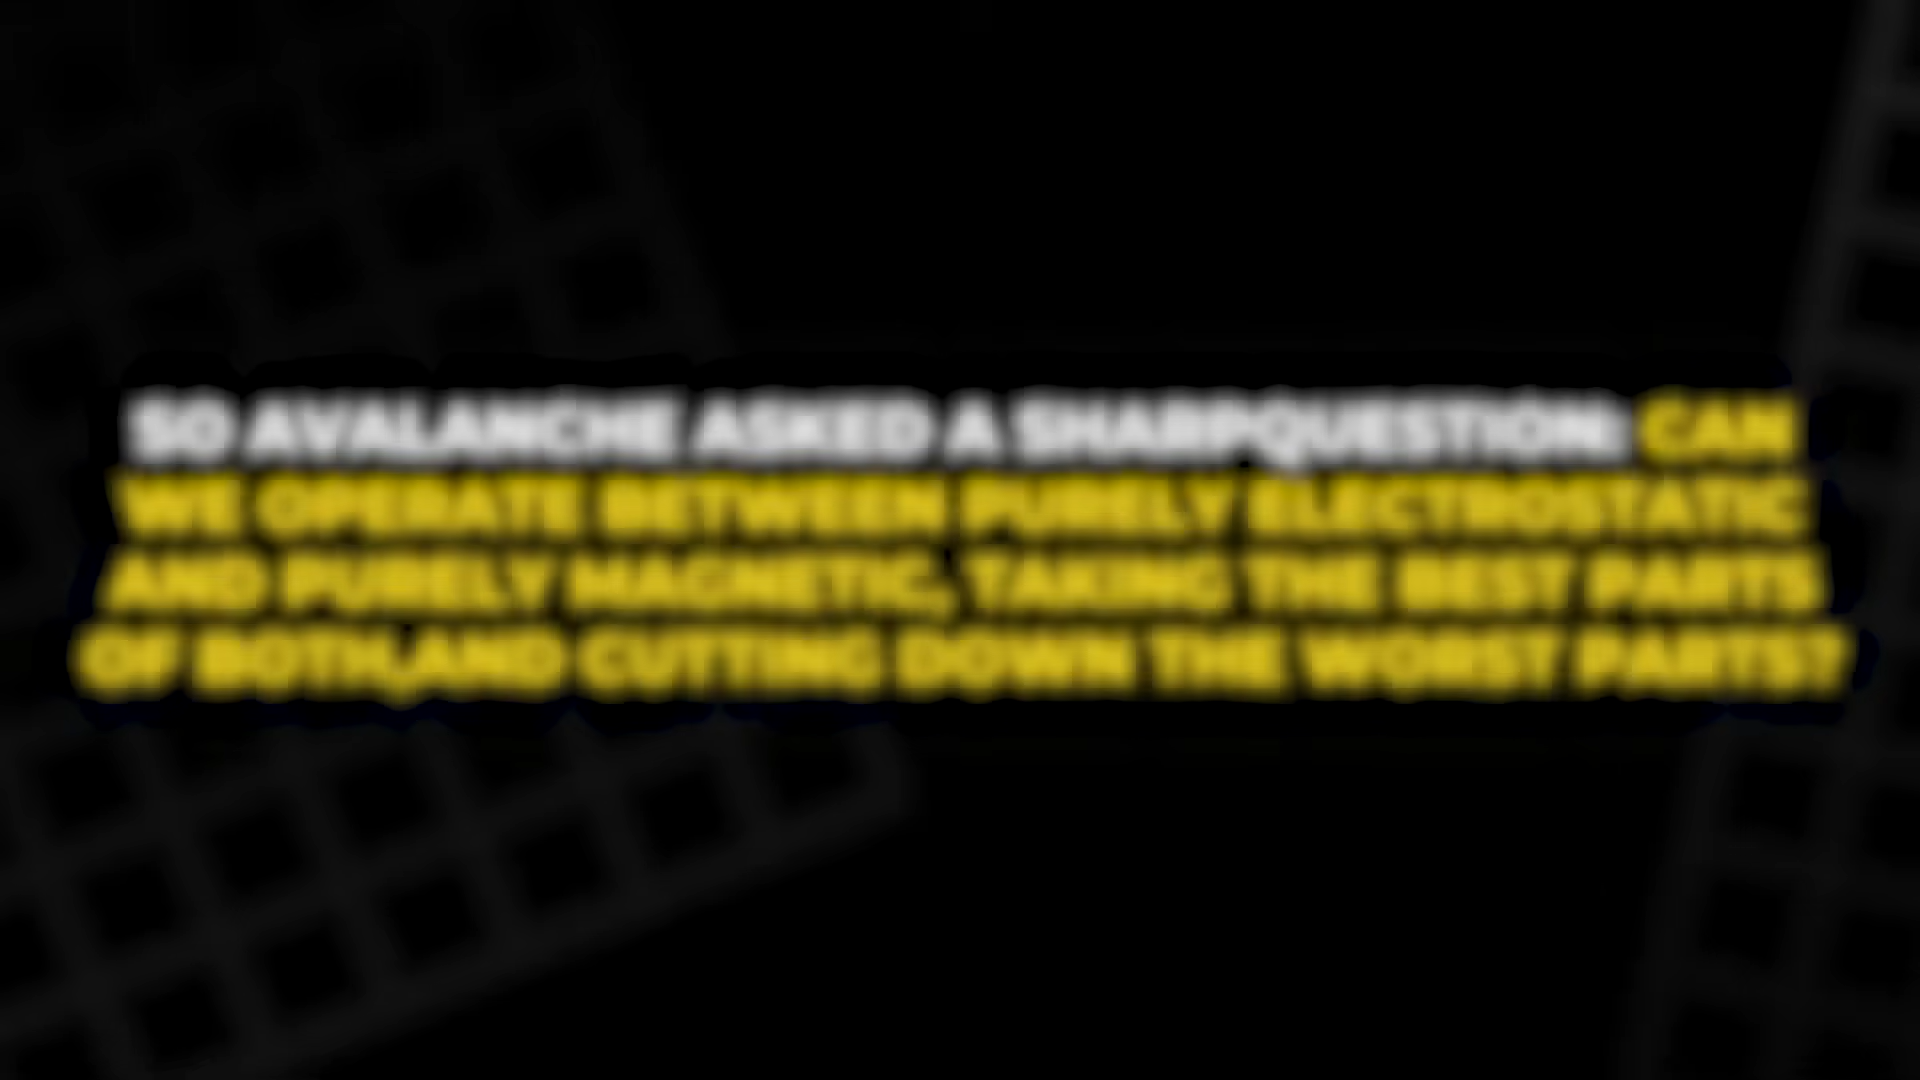 SO AVALANCHE ASKED A SHARPQUESTION: CAN
WE OPERATE BETWEEN PURELY ELECTROSTATIC
AND PURELY MAGNETIC, TAKING THE BEST PARTS
OF BOTH,AND CUTTING DOWN THE WORST PARTS?